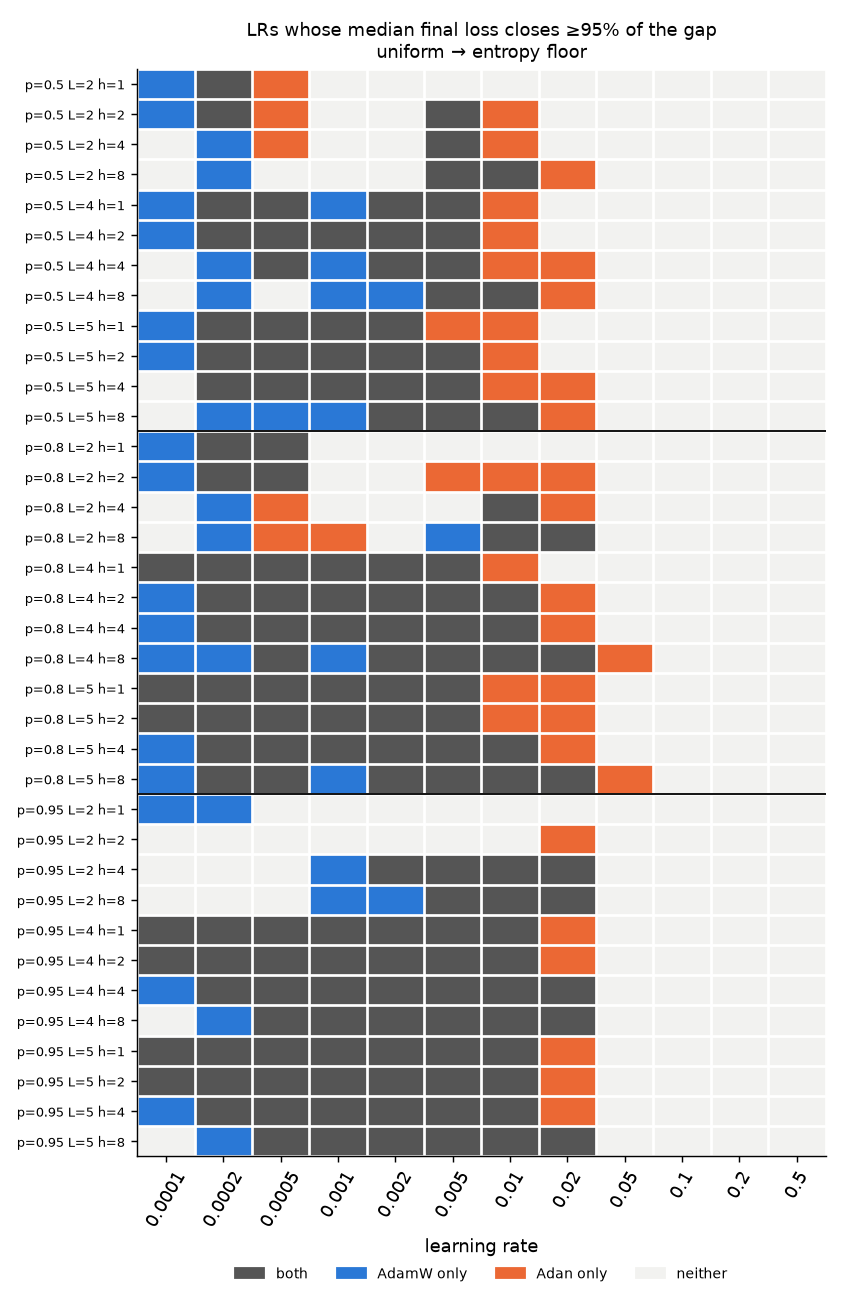 LRs whose median final loss closes ≥95% of the gap
uniform → entropy floor
p=0.5 L=2 h=1
p=0.5 L=2 h=2
p=0.5 L=2 h=4
p=0.5 L=2 h=8
p=0.5 L=4 h=1
p=0.5 L=4 h=2
p=0.5 L=4 h=4
p=0.5 L=4 h=8
p=0.5 L=5 h=1
p=0.5 L=5 h=2
p=0.5 L=5 h=4
p=0.5 L=5 h=8
p=0.8 L=2 h=1
p=0.8 L=2 h=2
p=0.8 L=2 h=4
p=0.8 L=2 h=8
p=0.8 L=4 h=1
p=0.8 L=4 h=2
p=0.8 L=4 h=4
p=0.8 L=4 h=8
p=0.8 L=5 h=1
p=0.8 L=5 h=2
p=0.8 L=5 h=4
p=0.8 L=5 h=8
p=0.95 L=2 h=1
p=0.95 L=2 h=2
p=0.95 L=2 h=4
p=0.95 L=2 h=8
p=0.95 L=4 h=1
p=0.95 L=4 h=2
p=0.95 L=4 h=4
p=0.95 L=4 h=8
p=0.95 L=5 h=1
p=0.95 L=5 h=2
p=0.95 L=5 h=4
p=0.95 L=5 h=8
0.0001 0.0002 0.0005 0.001 0.002 0.005 0.01 0.02 0.05 0.1 0.2 0.5
learning rate
both AdamW only Adan only neither